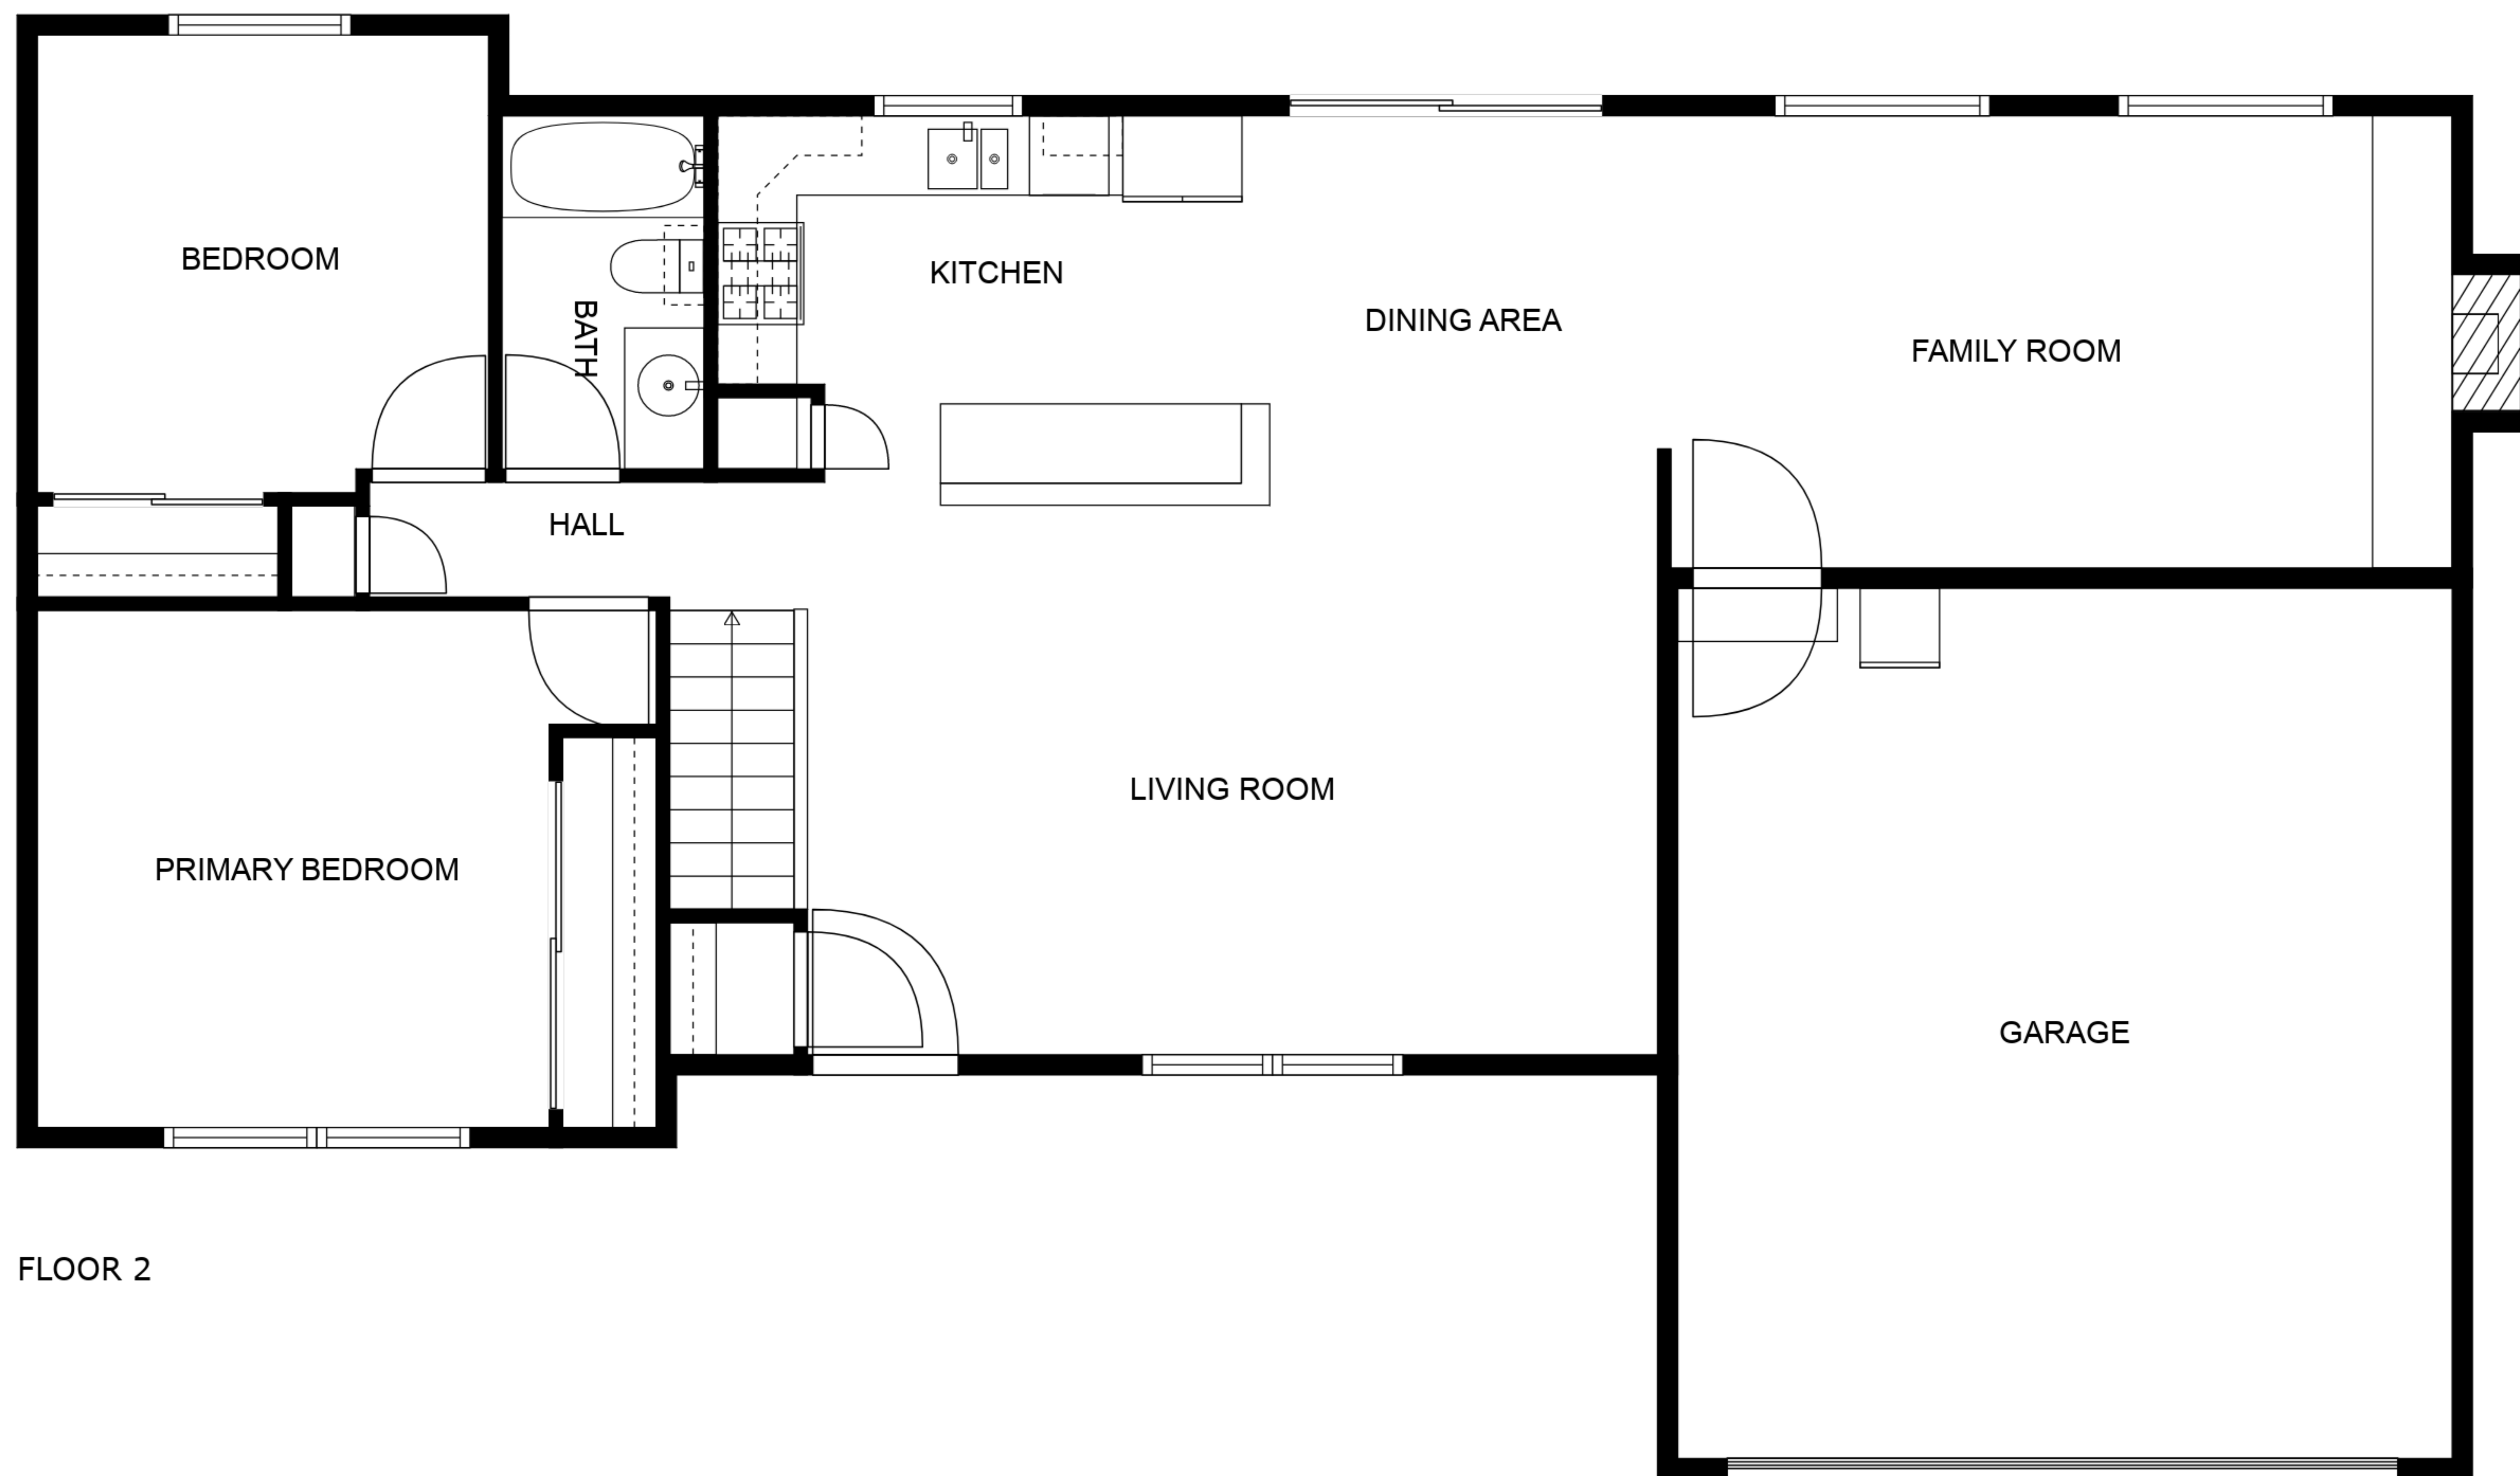 BEDROOM
BATH
KITCHEN
DINING AREA
FAMILY ROOM
HALL
LIVING ROOM
PRIMARY BEDROOM
GARAGE
FLOOR 2